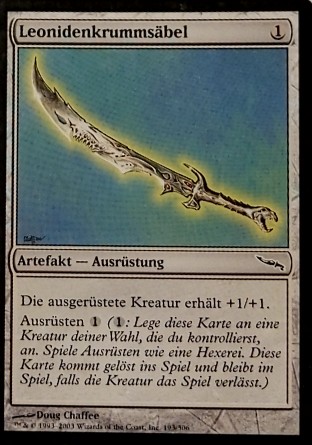 Leonidenkrummsäbel 1
Artefakt — Ausrüstung
Die ausgerüstete Kreatur erhält +1/+1.
Ausrüsten 1 (1: Lege diese Karte an eine
Kreatur deiner Wahl, die du kontrollierst,
an. Spiele Ausrüsten wie eine Hexerei. Diese
Karte kommt gelöst ins Spiel und bleibt im
Spiel, falls die Kreatur das Spiel verlässt.)
Doug Chaffee
™ & © 1993–2003 Wizards of the Coast, Inc. 193/306